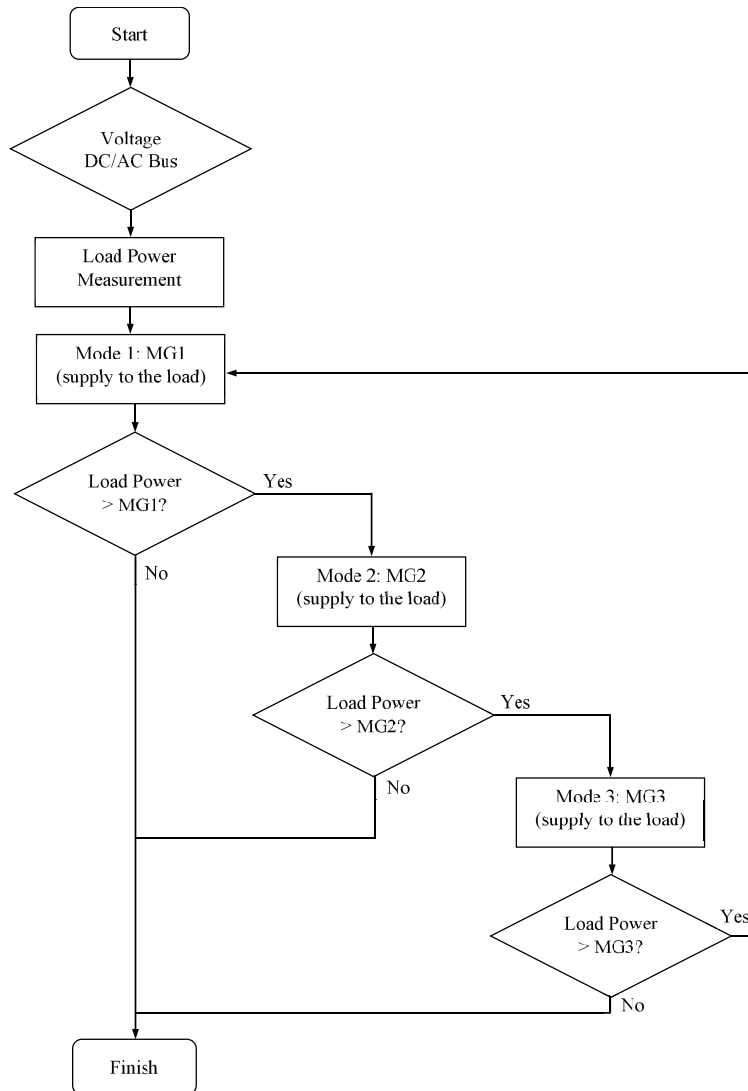 Start
Voltage
DC/AC Bus
Load Power
Measurement
Mode 1: MG1
(supply to the load)
Load Power
> MG1?
Yes
No
Mode 2: MG2
(supply to the load)
Load Power
> MG2?
Yes
No
Mode 3: MG3
(supply to the load)
Load Power
> MG3?
Yes
No
Finish